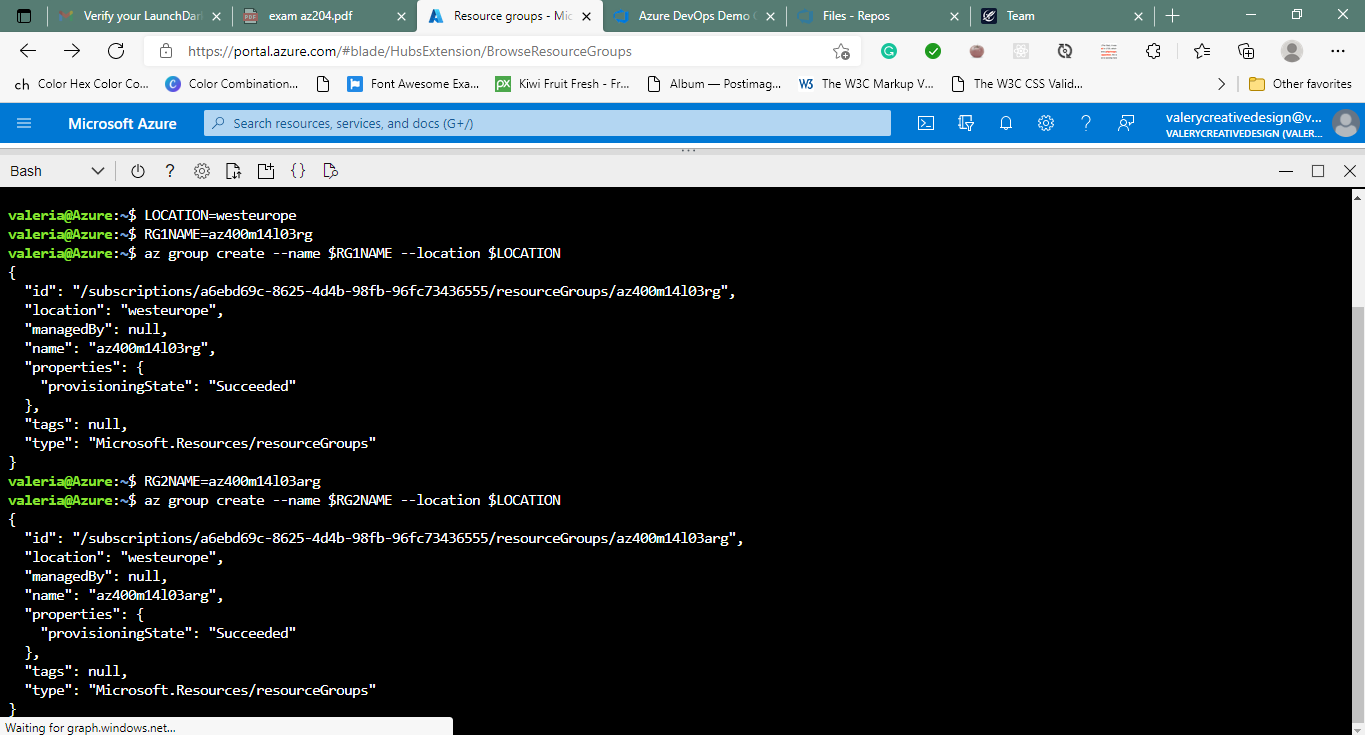 Verify your LaunchDar
exam az204.pdf
Resource groups - Mic
Azure DevOps Demo G
Files - Repos
Team
https://portal.azure.com/#blade/HubsExtension/BrowseResourceGroups
ch Color Hex Color Co...
C Color Combination...
Font Awesome Exa...
px Kiwi Fruit Fresh - Fr...
Album — Postimag...
W3 The W3C Markup V...
The W3C CSS Valid...
Other favorites
Microsoft Azure
Search resources, services, and docs (G+/)
valerycreativedesign@v...
VALERYCREATIVEDESIGN (VALER...
Bash
valeria@Azure:~$ LOCATION=westeurope
valeria@Azure:~$ RG1NAME=az400m14l03rg
valeria@Azure:~$ az group create --name $RG1NAME --location $LOCATION
{
  "id": "/subscriptions/a6ebd69c-8625-4d4b-98fb-96fc73436555/resourceGroups/az400m14l03rg",
  "location": "westeurope",
  "managedBy": null,
  "name": "az400m14l03rg",
  "properties": {
    "provisioningState": "Succeeded"
  },
  "tags": null,
  "type": "Microsoft.Resources/resourceGroups"
}
valeria@Azure:~$ RG2NAME=az400m14l03arg
valeria@Azure:~$ az group create --name $RG2NAME --location $LOCATION
{
  "id": "/subscriptions/a6ebd69c-8625-4d4b-98fb-96fc73436555/resourceGroups/az400m14l03arg",
  "location": "westeurope",
  "managedBy": null,
  "name": "az400m14l03arg",
  "properties": {
    "provisioningState": "Succeeded"
  },
  "tags": null,
  "type": "Microsoft.Resources/resourceGroups"
}
Waiting for graph.windows.net...